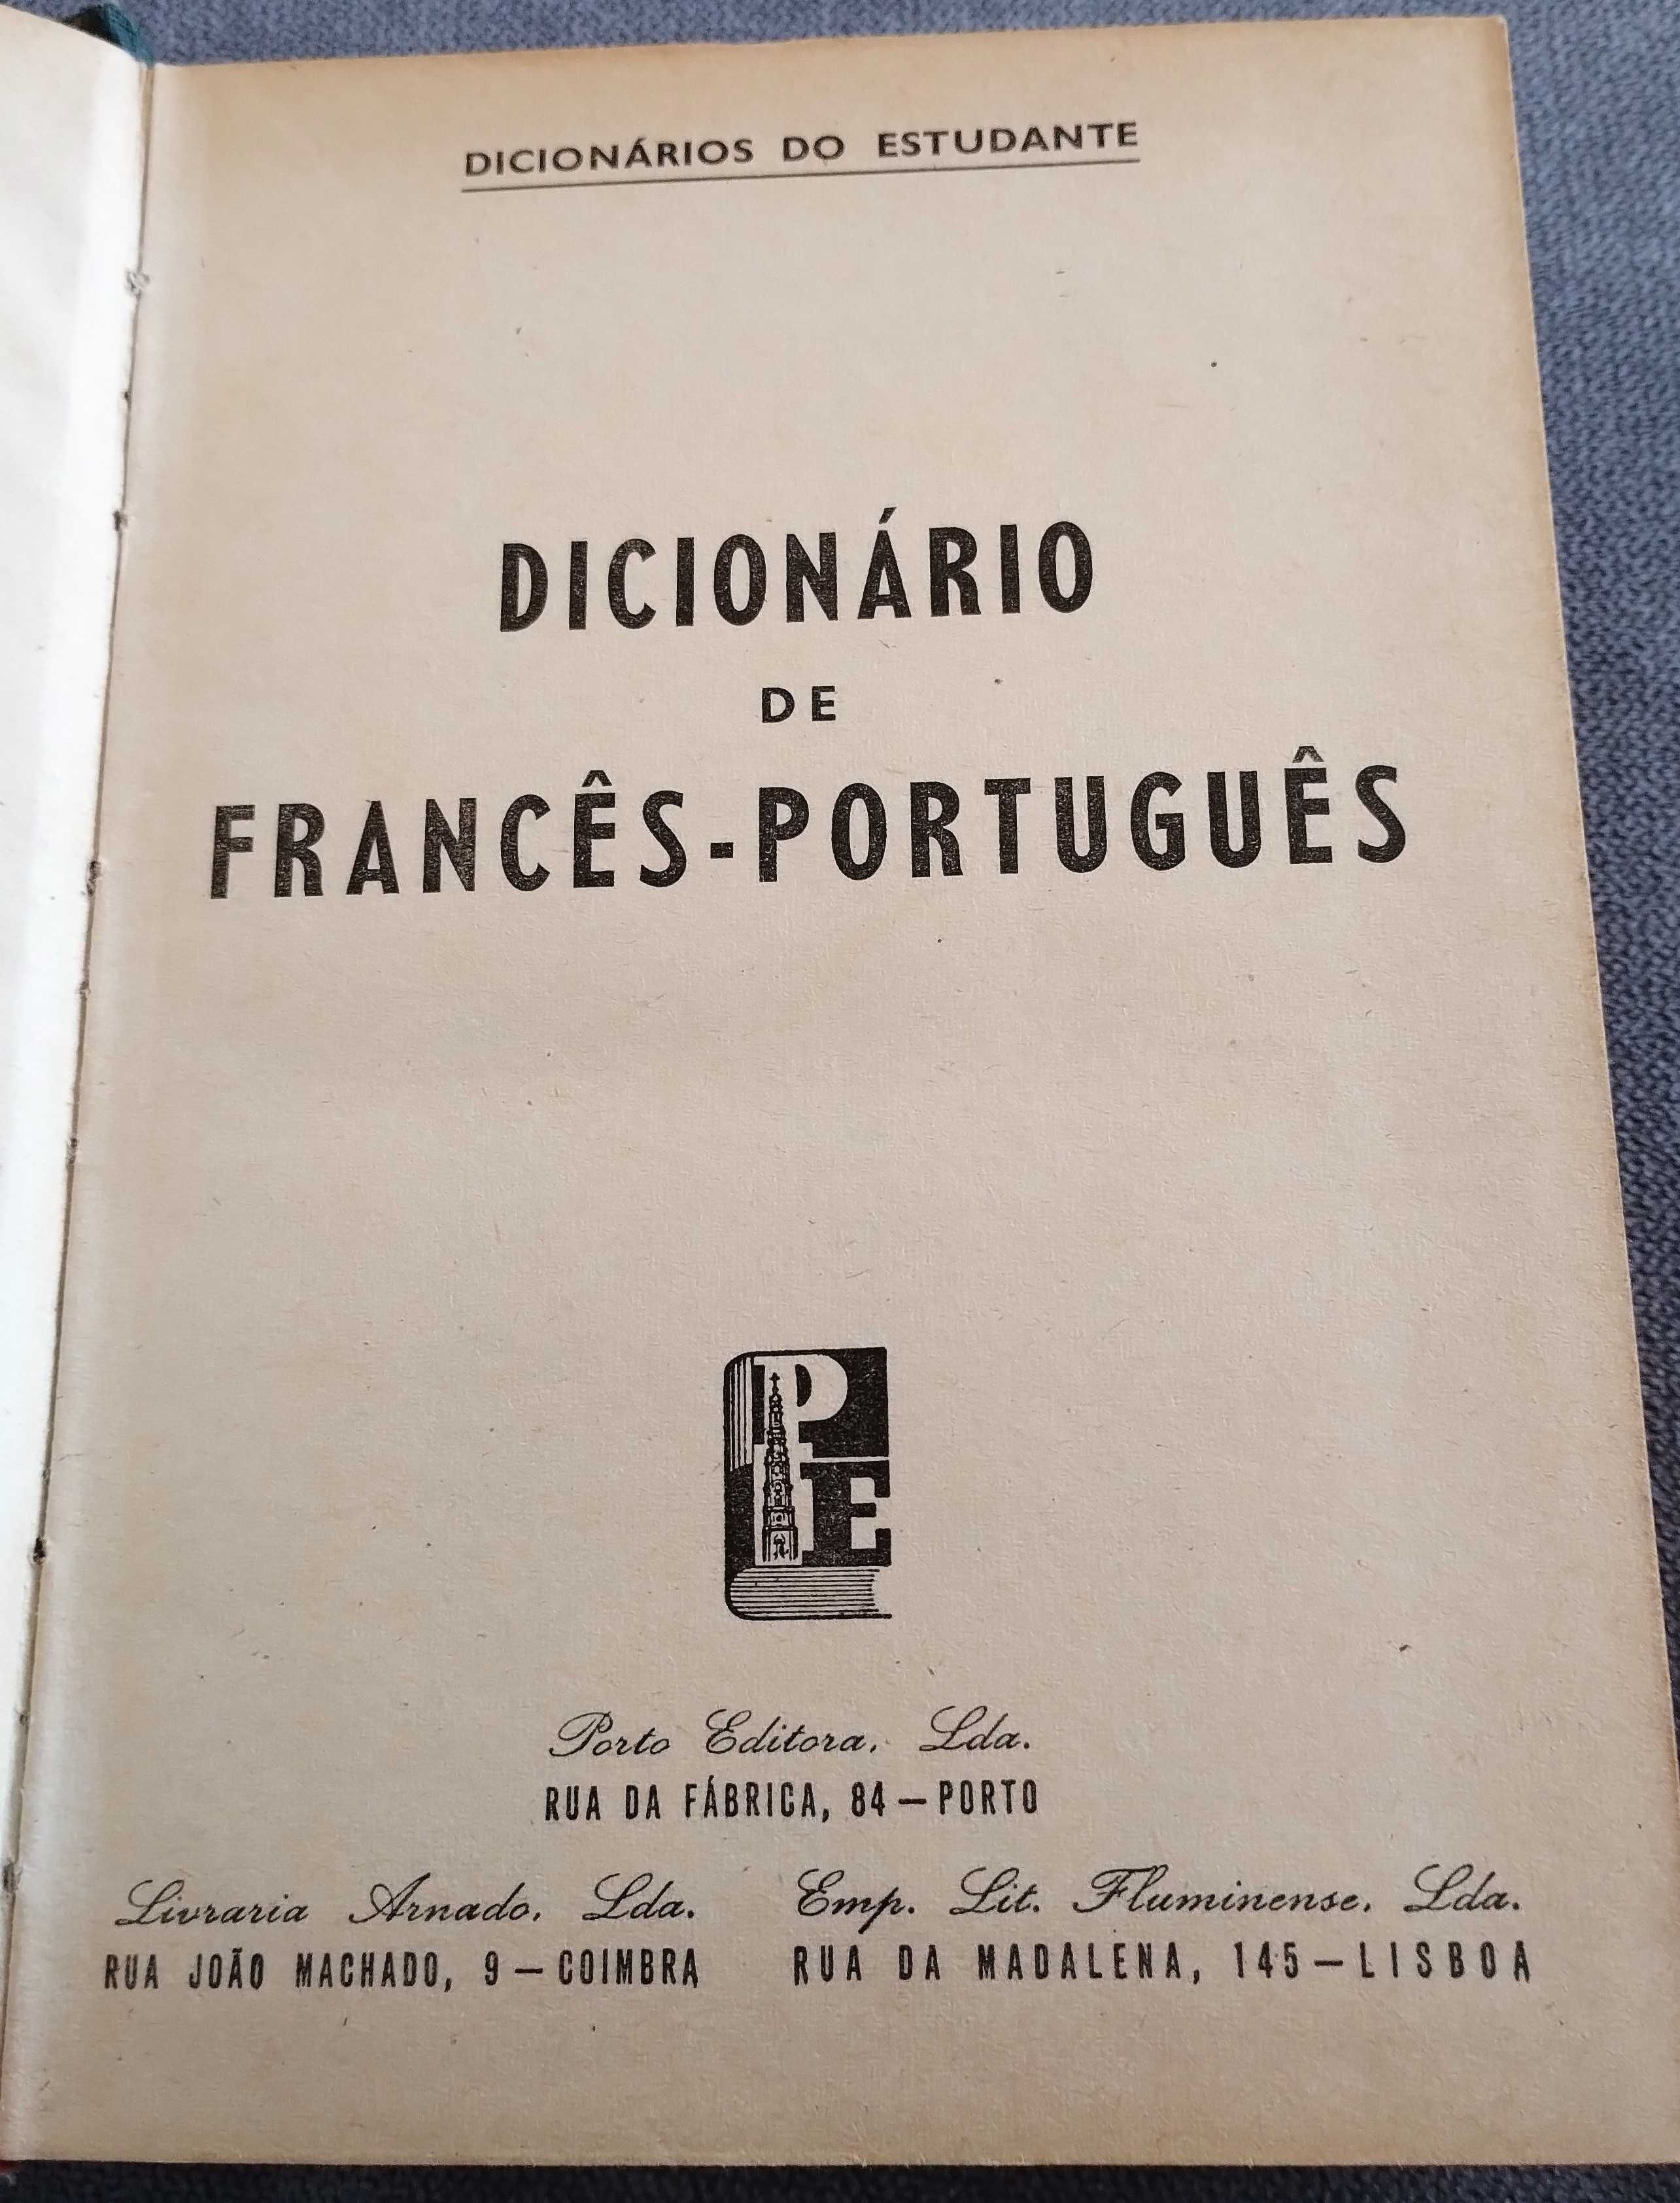 DICIONÁRIOS DO ESTUDANTE
DICIONÁRIO
DE
FRANCÊS-PORTUGUÊS
PE
Porto Editora, Lda.
RUA DA FÁBRICA, 84 — PORTO
Livraria Arnado, Lda.
RUA JOÃO MACHADO, 9 — COIMBRA
Emp. Lit. Fluminense, Lda.
RUA DA MADALENA, 145 — LISBOA